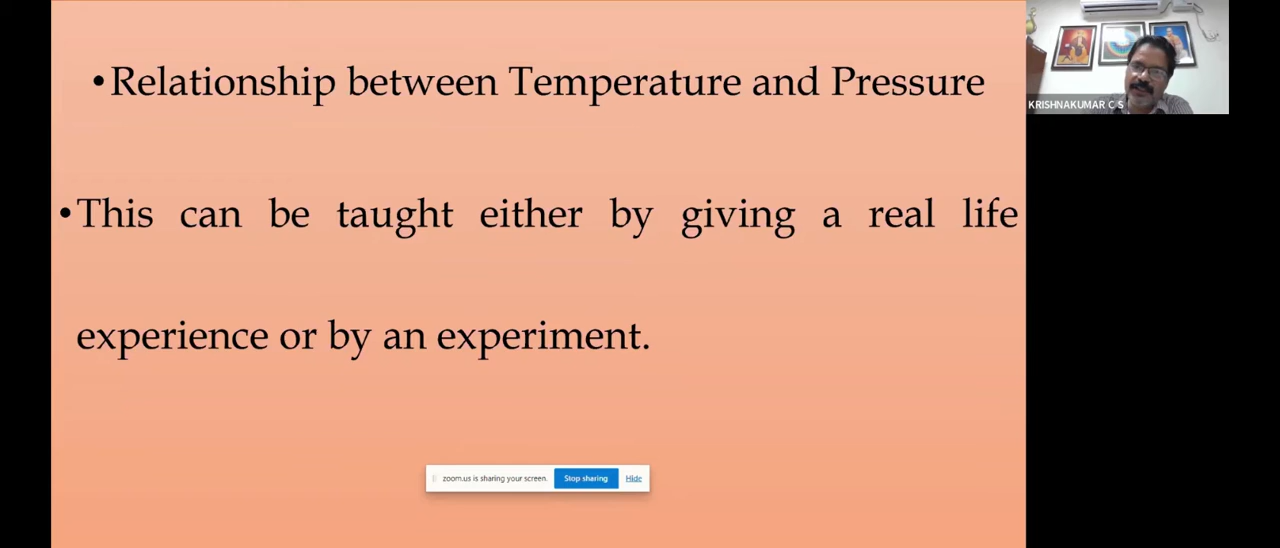 •Relationship between Temperature and Pressure
•This can be taught either by giving a real life
experience or by an experiment.
KRISHNAKUMAR C S
zoom.us is sharing your screen. Stop sharing Hide